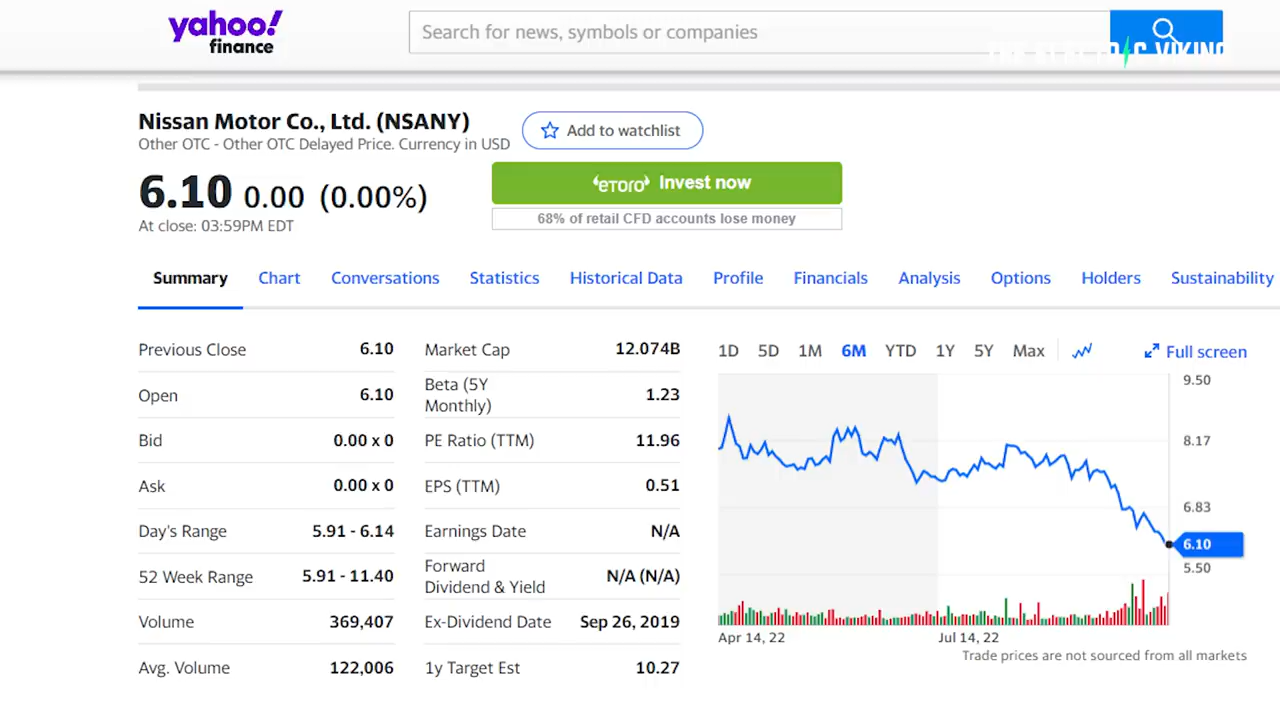 yahoo!
finance
Search for news, symbols or companies
VIKING
Nissan Motor Co., Ltd. (NSANY)
Add to watchlist
Other OTC - Other OTC Delayed Price. Currency in USD
6.10 0.00 (0.00%)
At close: 03:59PM EDT
eToro Invest now
68% of retail CFD accounts lose money
Summary Chart Conversations Statistics Historical Data Profile Financials Analysis Options Holders Sustainability
Previous Close 6.10
Open 6.10
Bid 0.00 x 0
Ask 0.00 x 0
Day's Range 5.91 - 6.14
52 Week Range 5.91 - 11.40
Volume 369,407
Avg. Volume 122,006
Market Cap 12.074B
Beta (5Y
Monthly) 1.23
PE Ratio (TTM) 11.96
EPS (TTM) 0.51
Earnings Date N/A
Forward
Dividend & Yield N/A (N/A)
Ex-Dividend Date Sep 26, 2019
1y Target Est 10.27
1D 5D 1M 6M YTD 1Y 5Y Max Full screen
9.50
8.17
6.83
6.10
5.50
Apr 14, 22 Jul 14, 22
Trade prices are not sourced from all markets